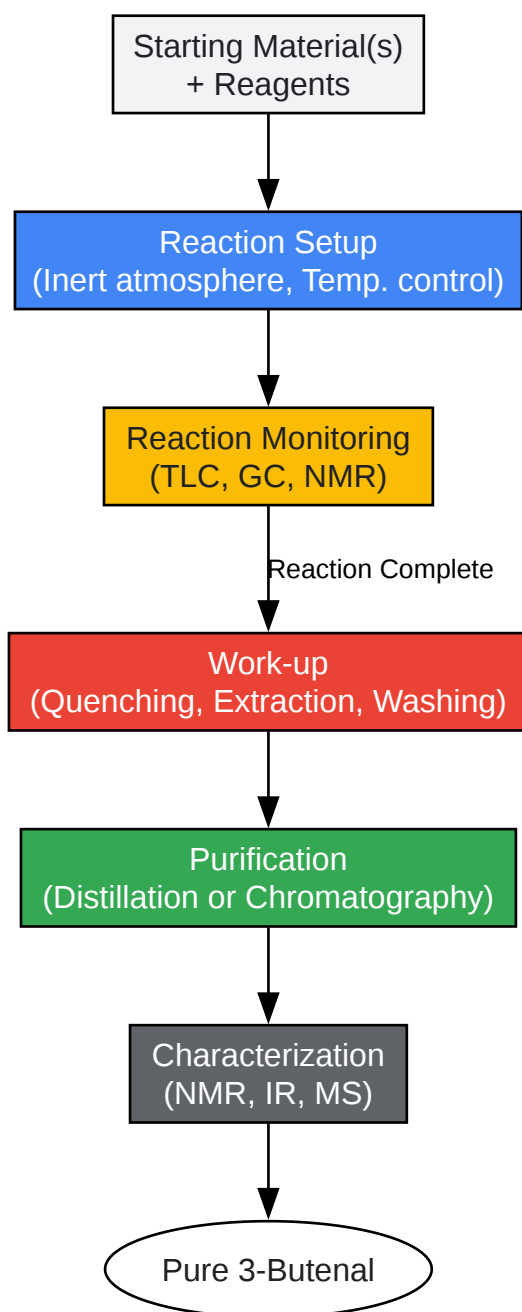 Starting Material(s)
+ Reagents
Reaction Setup
(Inert atmosphere, Temp. control)
Reaction Monitoring
(TLC, GC, NMR)
Reaction Complete
Work-up
(Quenching, Extraction, Washing)
Purification
(Distillation or Chromatography)
Characterization
(NMR, IR, MS)
Pure 3-Butenal